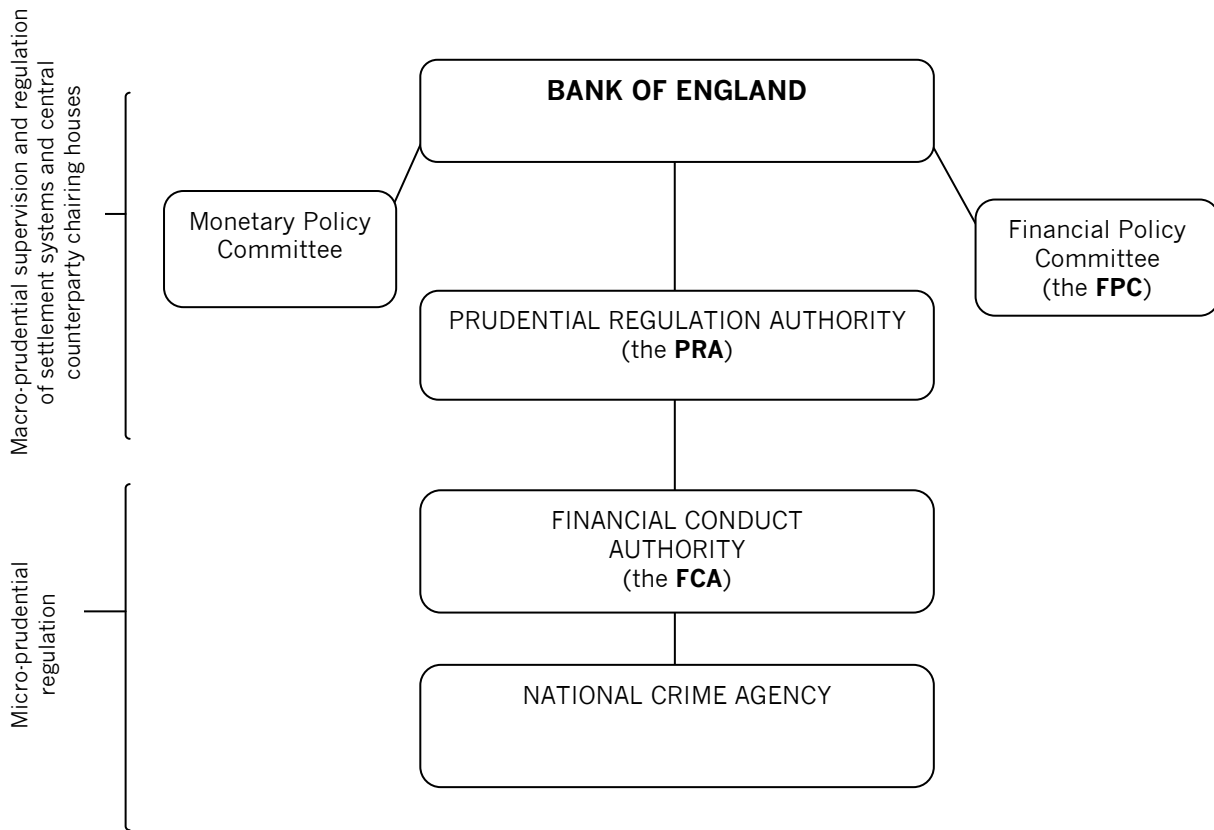 Macro-prudential supervision and regulation
of settlement systems and central
counterparty chairing houses
BANK OF ENGLAND
Monetary Policy
Committee
Financial Policy
Committee
(the FPC)
PRUDENTIAL REGULATION AUTHORITY
(the PRA)
Micro-prudential
regulation
FINANCIAL CONDUCT
AUTHORITY
(the FCA)
NATIONAL CRIME AGENCY